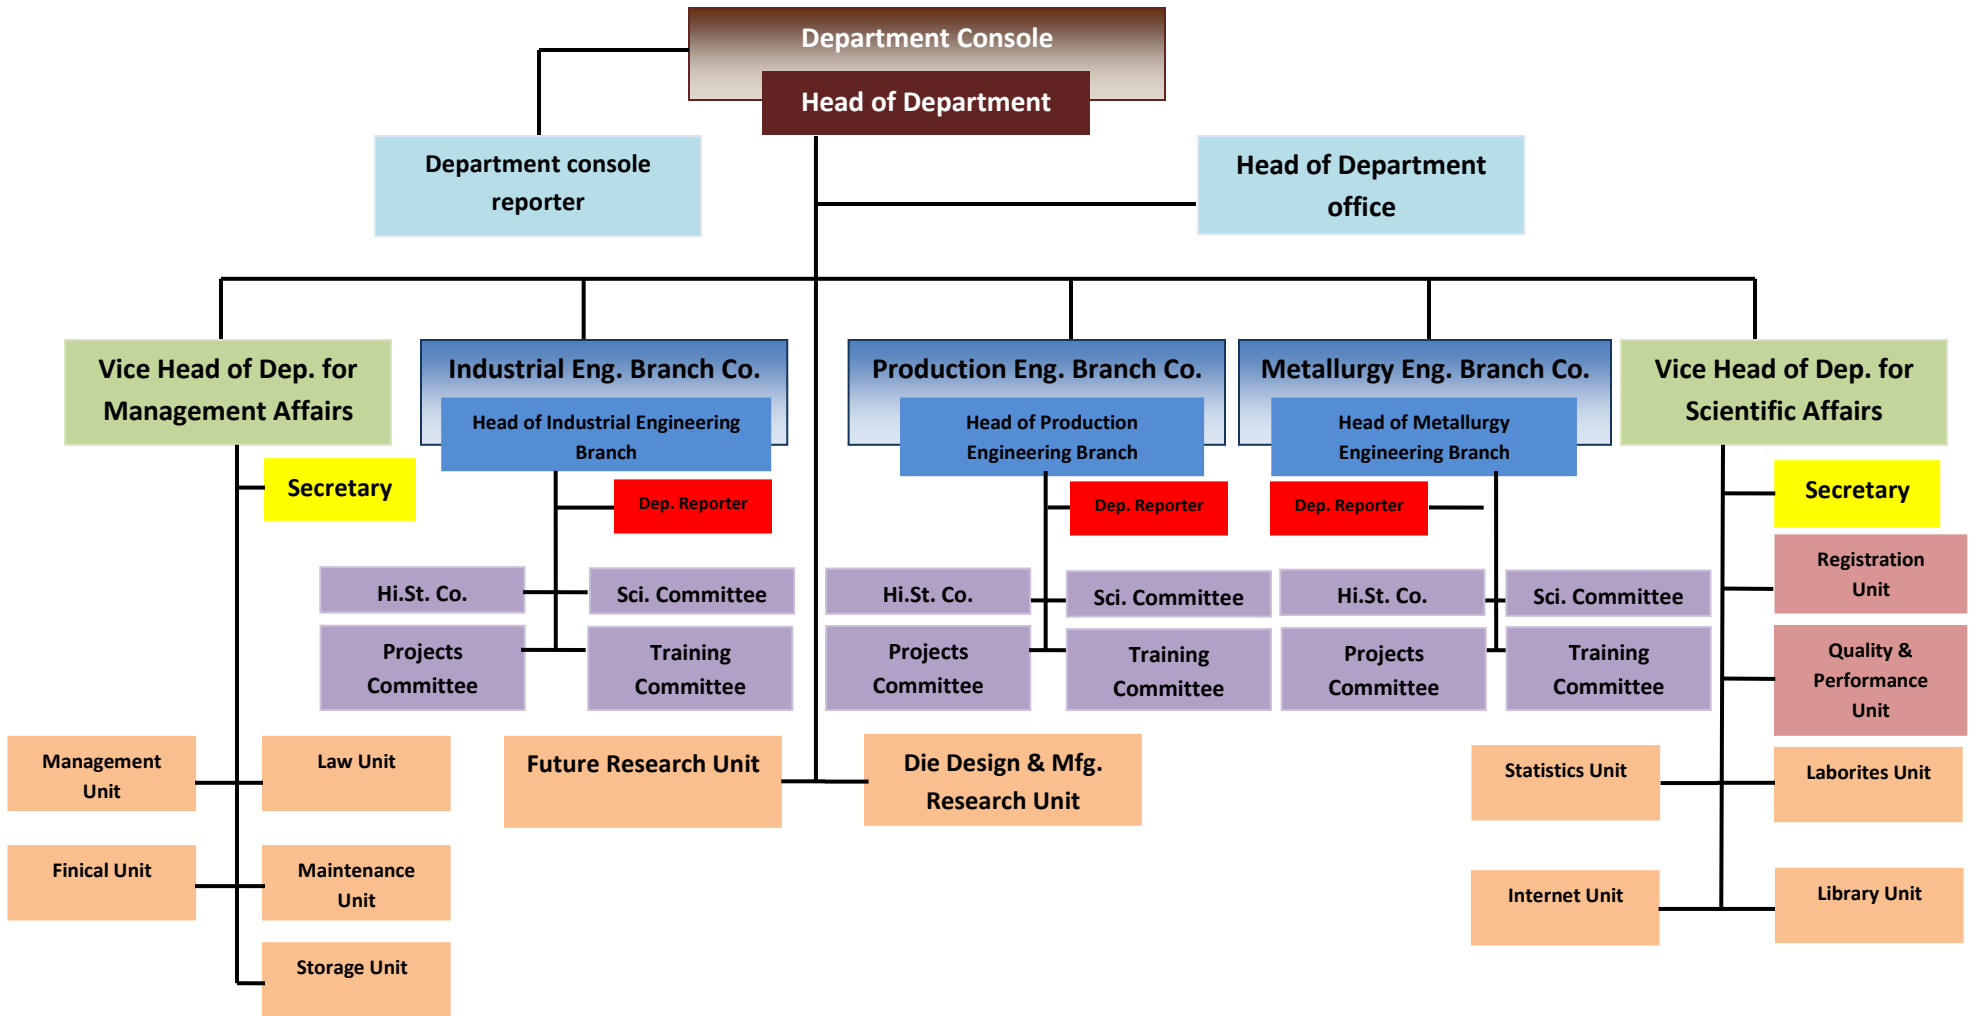 Department Console
Head of Department
Department console
reporter
Head of Department
office
Vice Head of Dep. for
Management Affairs
Industrial Eng. Branch Co.
Head of Industrial Engineering
Branch
Production Eng. Branch Co.
Head of Production
Engineering Branch
Metallurgy Eng. Branch Co.
Head of Metallurgy
Engineering Branch
Vice Head of Dep. for
Scientific Affairs
Secretary
Dep. Reporter
Dep. Reporter
Dep. Reporter
Secretary
Registration
Unit
Hi.St. Co.
Sci. Committee
Hi.St. Co.
Sci. Committee
Hi.St. Co.
Sci. Committee
Projects
Committee
Training
Committee
Projects
Committee
Training
Committee
Projects
Committee
Training
Committee
Quality &
Performance
Unit
Management
Unit
Law Unit
Future Research Unit
Die Design & Mfg.
Research Unit
Statistics Unit
Laborites Unit
Finical Unit
Maintenance
Unit
Internet Unit
Library Unit
Storage Unit